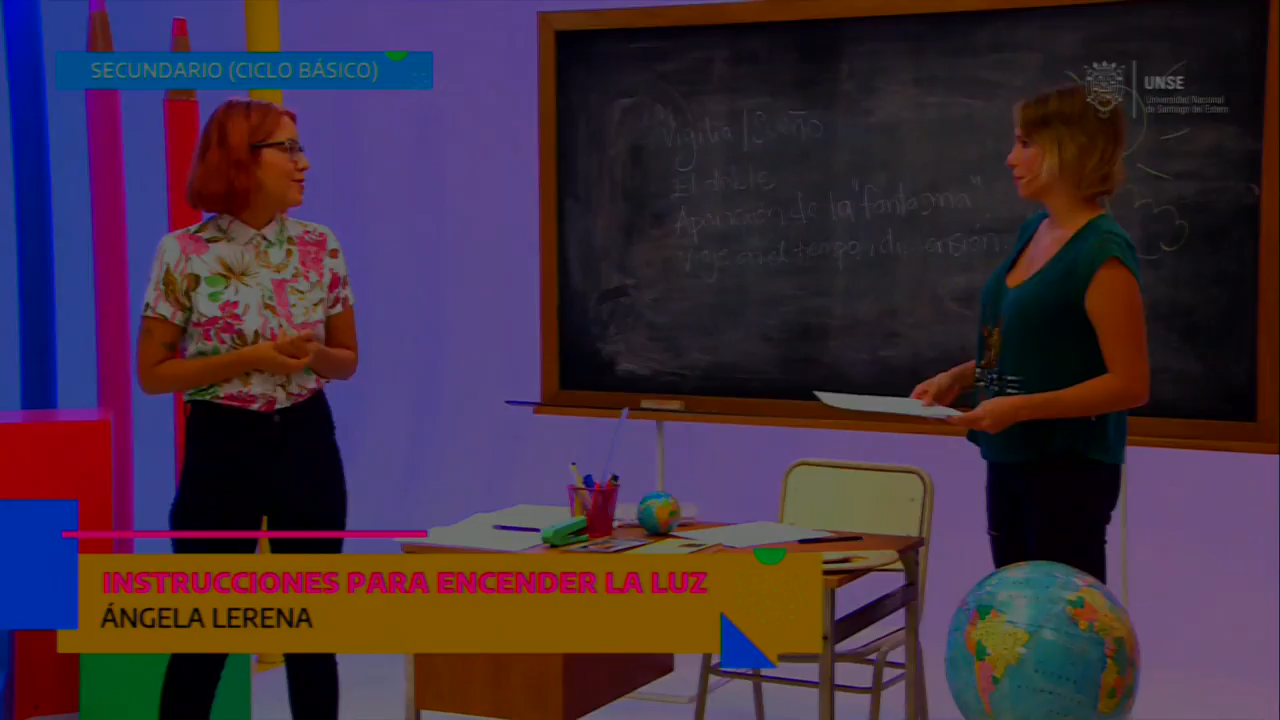 SECUNDARIO (CICLO BÁSICO)
UNSE
Universidad Nacional
de Santiago del Estero
Vigilia / Sueño
El doble
Aparición de la "fantasma"
INSTRUCCIONES PARA ENCENDER LA LUZ
ÁNGELA LERENA